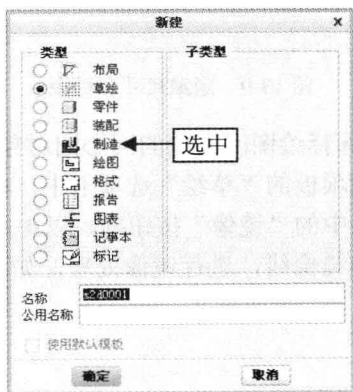 新建
x
类型
子类型
布局
草绘
零件
装配
制造
选中
绘图
格式
报告
图表
记事本
标记
名称
s2d0001
公用名称
使用默认模板
确定
取消